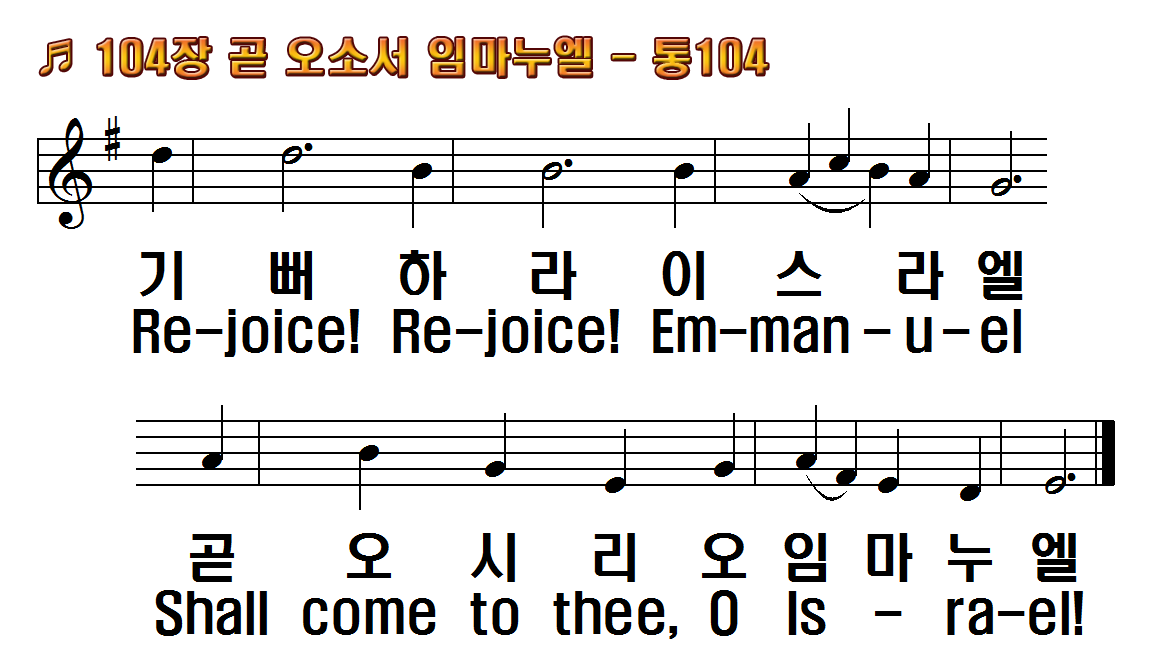 104장 곧 오소서 임마누엘 - 통104
기 뻐 하 라 이 스 라 엘
Re-joice! Re-joice! Em-man-u-el
곧 오 시 리 오 임 마 누 엘
Shall come to thee, O Is - ra-el!